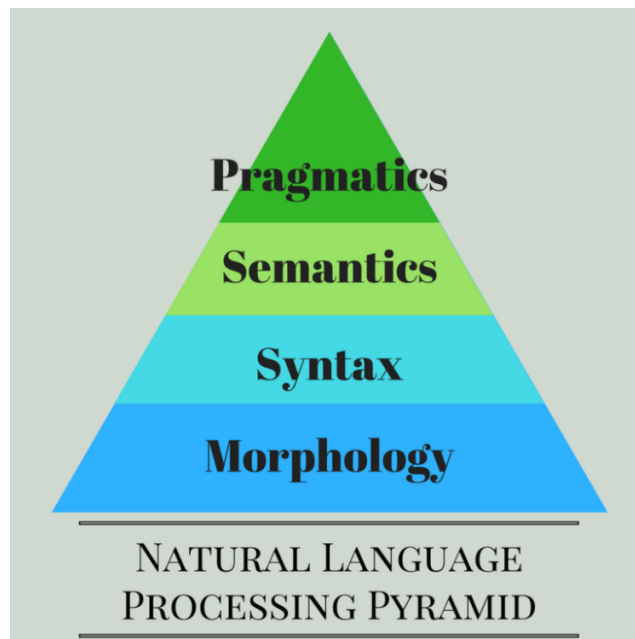 Pragmatics
Semantics
Syntax
Morphology
Natural Language
Processing Pyramid